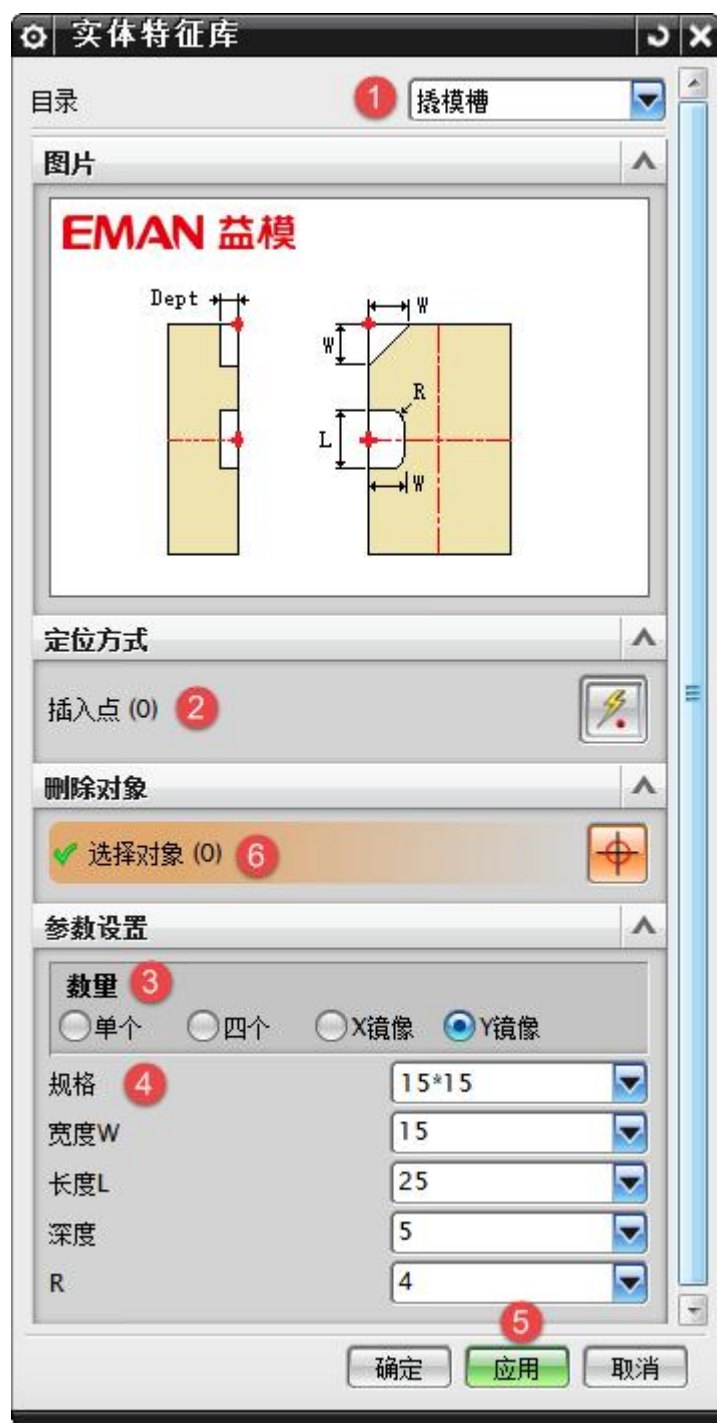 实体特征库
目录 1 撬模槽
图片
EMAN 益模
Dept W
W
R
L
W
定位方式
插入点 (0) 2
删除对象
选择对象 (0) 6
参数设置
数量 3
单个 四个 X镜像 Y镜像
规格 4 15*15
宽度W 15
长度L 25
深度 5
R 4
5
确定 应用 取消